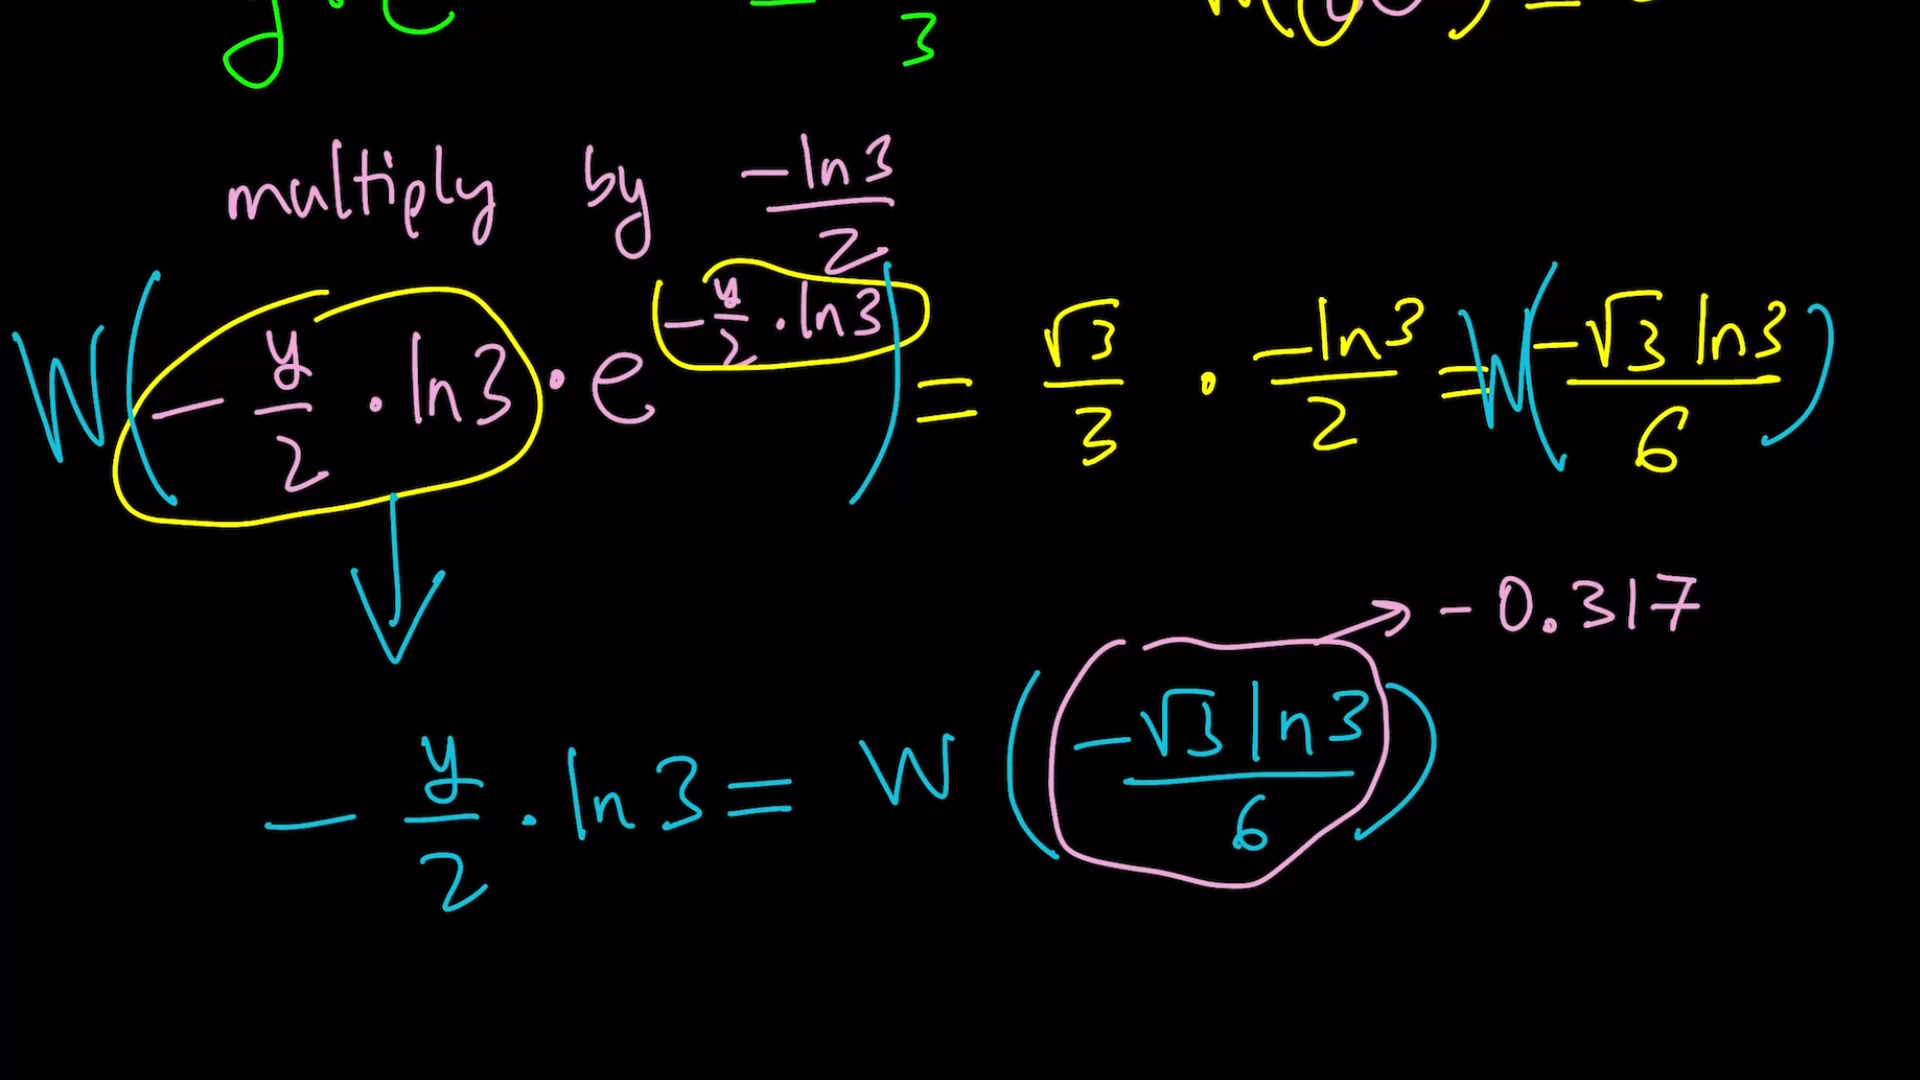 3
multiply by -ln3/2
W(-y/2 · ln3 · e^(-y/2 · ln3)) = √3/3 · -ln3/2 = W(-√3 ln3/6)
→ -0.317
-y/2 · ln3 = W(-√3 ln3/6)